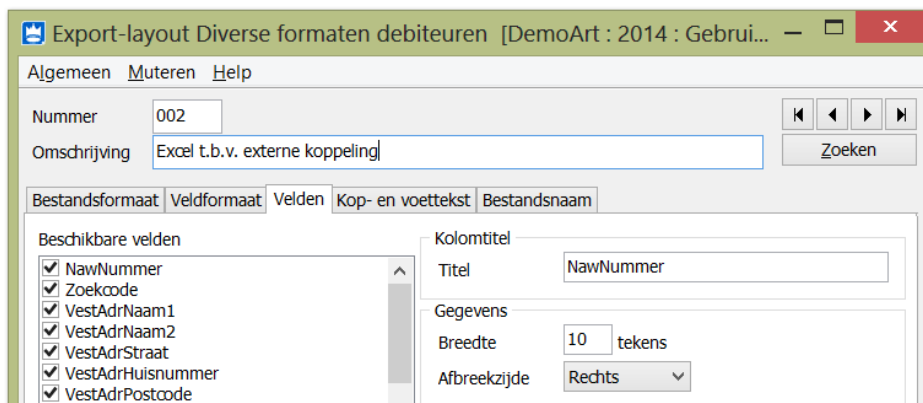 Export-layout Diverse formaten debiteuren [DemoArt : 2014 : Gebrui...
Algemeen Muteren Help
Nummer 002
Omschrijving Excel t.b.v. externe koppeling
Zoeken
Bestandsformaat Veldformaat Velden Kop- en voettekst Bestandsnaam
Beschikbare velden
NawNummer
Zoekcode
VestAdrNaam1
VestAdrNaam2
VestAdrStraat
VestAdrHuisnummer
VestAdrPostcode
Kolomtitel
Titel NawNummer
Gegevens
Breedte 10 tekens
Afbreekzijde Rechts